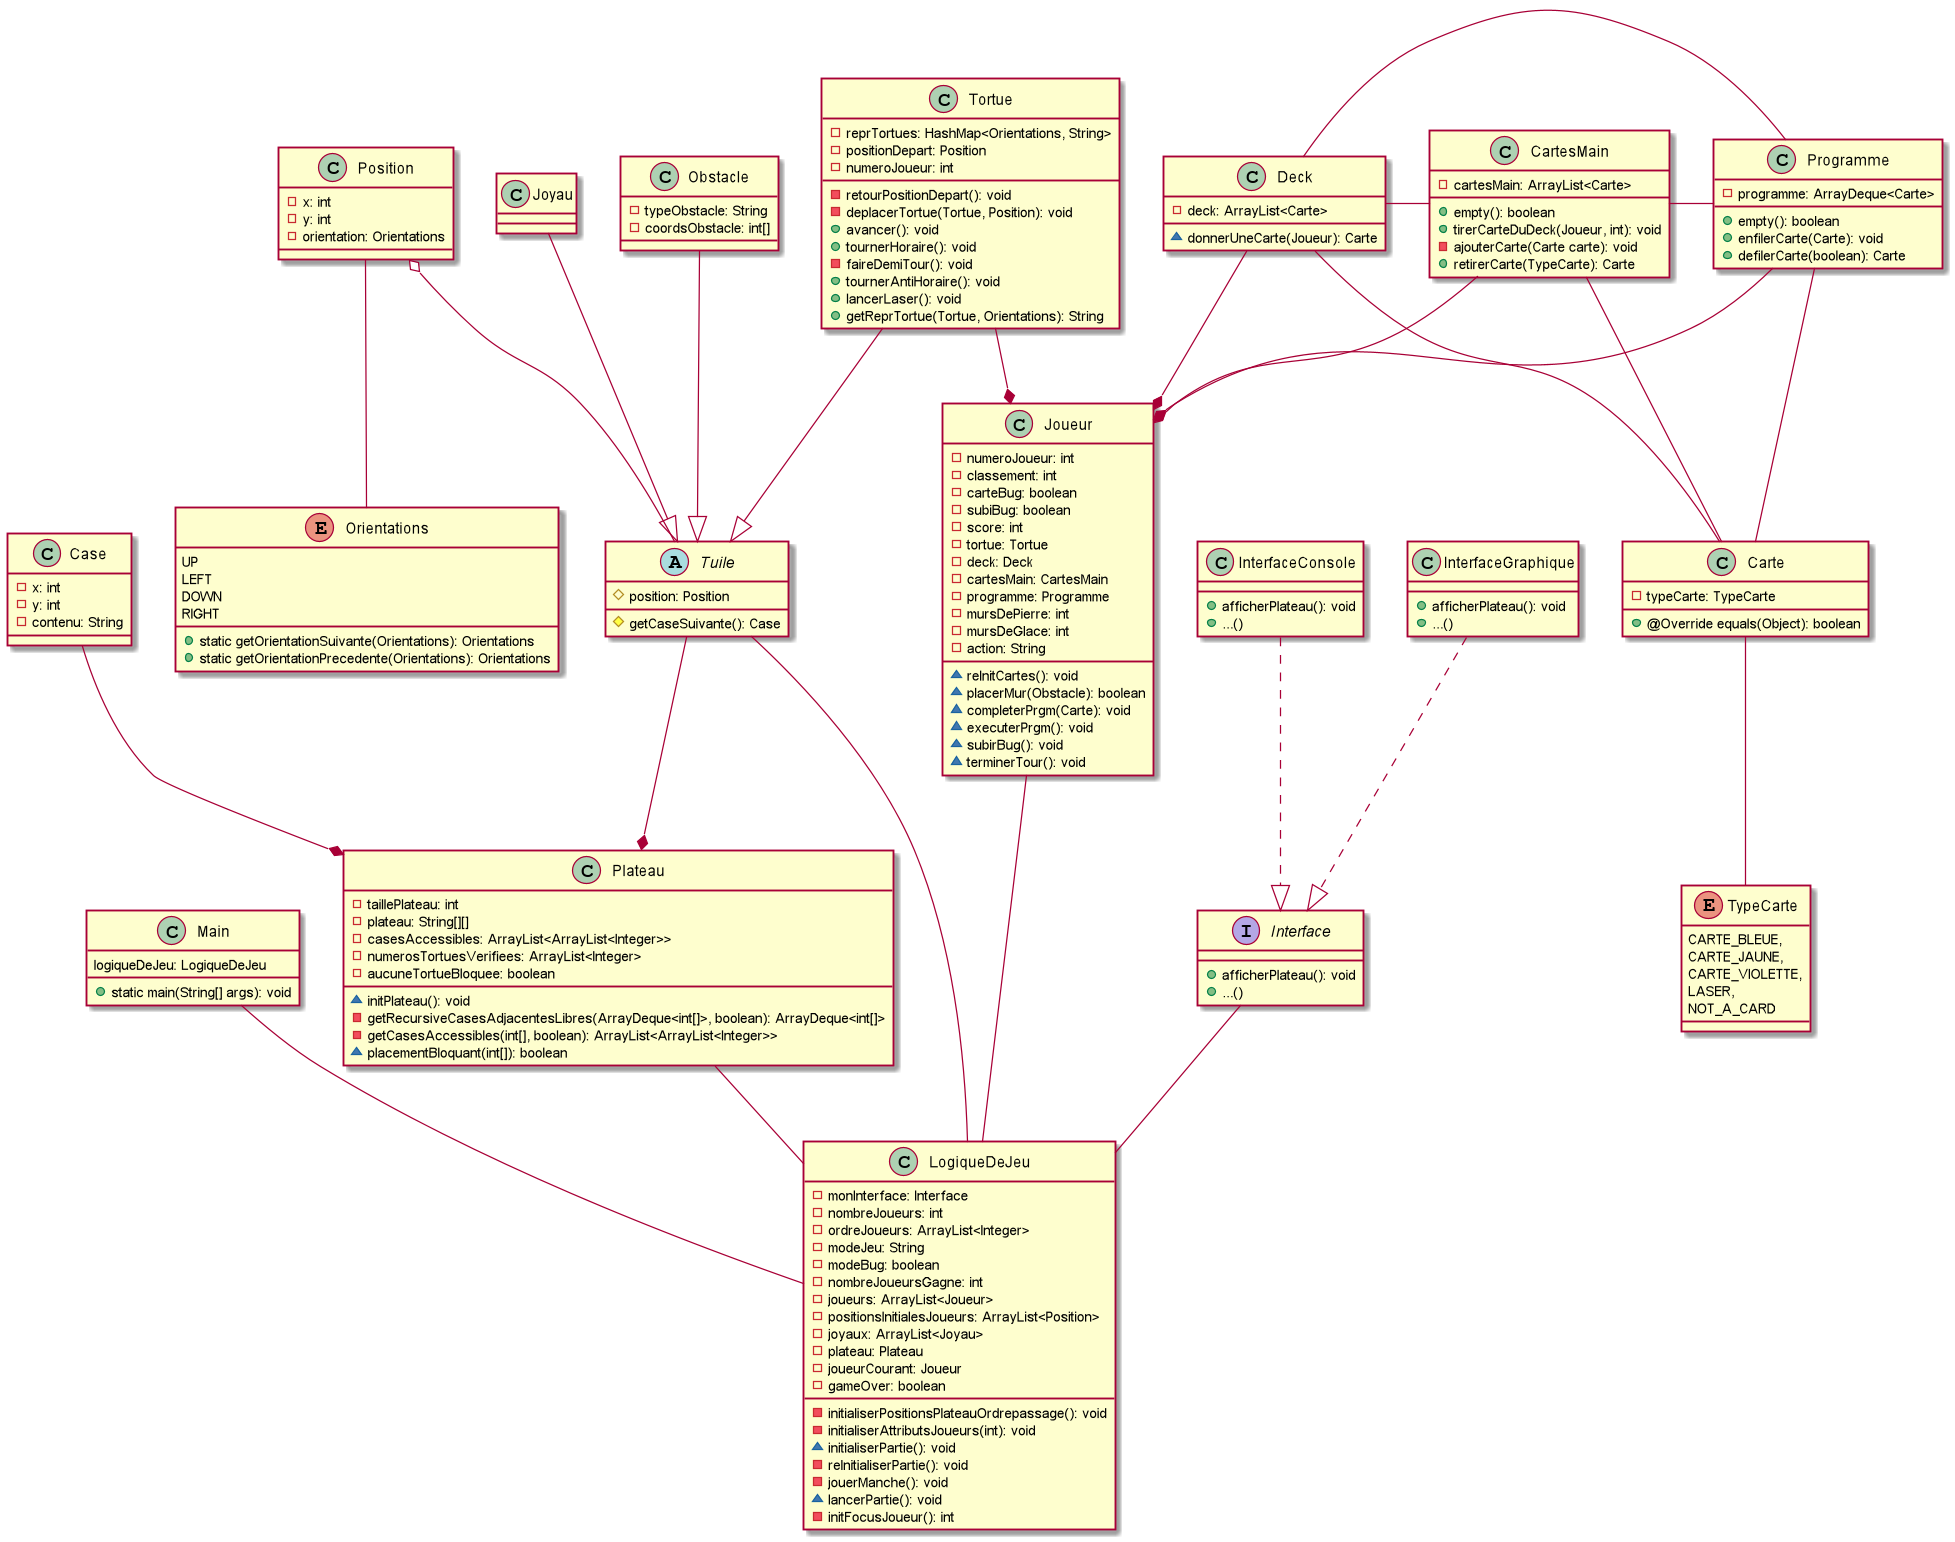 C Tortue
reprTortues: HashMap<Orientations, String>
positionDepart: Position
numeroJoueur: int
retourPositionDepart(): void
deplacerTortue(Tortue, Position): void
avancer(): void
tournerHoraire(): void
faireDemiTour(): void
tournerAntiHoraire(): void
lancerLaser(): void
getReprTortue(Tortue, Orientations): String
C Position
x: int
y: int
orientation: Orientations
C Joyau
C Obstacle
typeObstacle: String
coordsObstacle: int[]
C Deck
deck: ArrayList<Carte>
donnerUneCarte(Joueur): Carte
C CartesMain
cartesMain: ArrayList<Carte>
empty(): boolean
tirerCarteDuDeck(Joueur, int): void
ajouterCarte(Carte carte): void
retirerCarte(TypeCarte): Carte
C Programme
programme: ArrayDeque<Carte>
empty(): boolean
enfilerCarte(Carte): void
defilerCarte(boolean): Carte
C Case
x: int
y: int
contenu: String
E Orientations
UP
LEFT
DOWN
RIGHT
static getOrientationSuivante(Orientations): Orientations
static getOrientationPrecedente(Orientations): Orientations
A Tuile
position: Position
getCaseSuivante(): Case
C Joueur
numeroJoueur: int
classement: int
carteBug: boolean
subiBug: boolean
score: int
tortue: Tortue
deck: Deck
cartesMain: CartesMain
programme: Programme
mursDePierre: int
mursDeGlace: int
action: String
reInitCartes(): void
placerMur(Obstacle): boolean
completerPrgm(Carte): void
executerPrgm(): void
subirBug(): void
terminerTour(): void
C InterfaceConsole
afficherPlateau(): void
...()
C InterfaceGraphique
afficherPlateau(): void
...()
C Carte
typeCarte: TypeCarte
@Override equals(Object): boolean
C Main
logiqueDeJeu: LogiqueDeJeu
static main(String[] args): void
C Plateau
taillePlateau: int
plateau: String[][]
casesAccessibles: ArrayList<ArrayList<Integer>>
numerosTortuesVerifiees: ArrayList<Integer>
aucuneTortueBloquee: boolean
initPlateau(): void
getRecursiveCasesAdjacentesLibres(ArrayDeque<int[]>, boolean): ArrayDeque<int[]>
getCasesAccessibles(int[], boolean): ArrayList<ArrayList<Integer>>
placementBloquant(int[]): boolean
I Interface
afficherPlateau(): void
...()
E TypeCarte
CARTE_BLEUE,
CARTE_JAUNE,
CARTE_VIOLETTE,
LASER,
NOT_A_CARD
C LogiqueDeJeu
monInterface: Interface
nombreJoueurs: int
ordreJoueurs: ArrayList<Integer>
modeJeu: String
modeBug: boolean
nombreJoueursGagne: int
joueurs: ArrayList<Joueur>
positionsInitialesJoueurs: ArrayList<Position>
joyaux: ArrayList<Joyau>
plateau: Plateau
joueurCourant: Joueur
gameOver: boolean
initialiserPositionsPlateauOrdrepassage(): void
initialiserAttributsJoueurs(int): void
initialiserPartie(): void
reInitialiserPartie(): void
jouerManche(): void
lancerPartie(): void
initFocusJoueur(): int